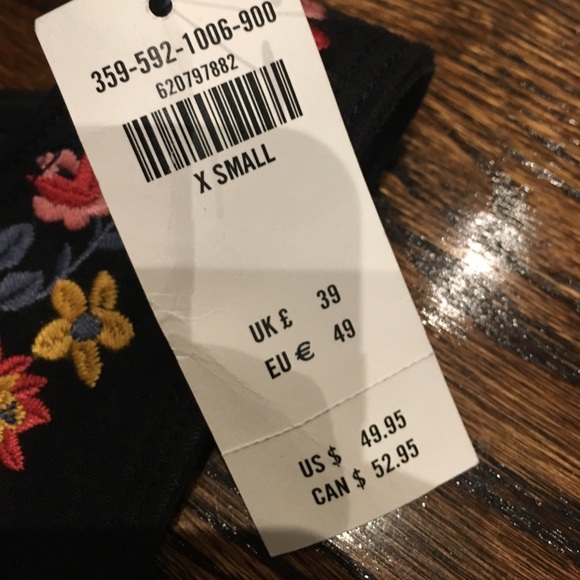 359-592-1006-900
620797882
X SMALL
UK £ 39
EU € 49
US $ 49.95
CAN $ 52.95